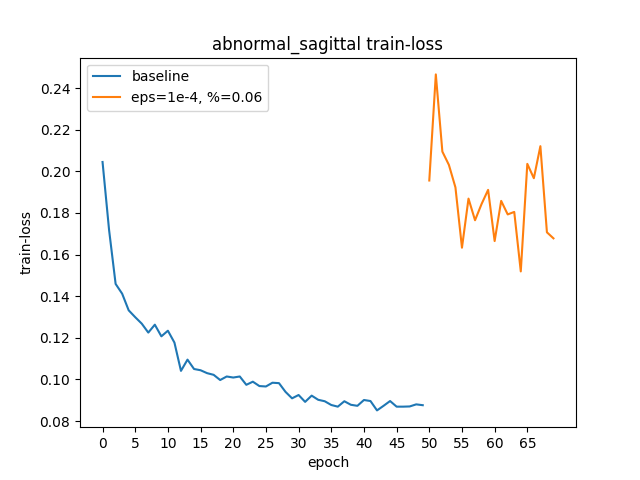 abnormal_sagittal train-loss
baseline
eps=1e-4, %=0.06
train-loss
0.24
0.22
0.20
0.18
0.16
0.14
0.12
0.10
0.08
0 5 10 15 20 25 30 35 40 45 50 55 60 65
epoch